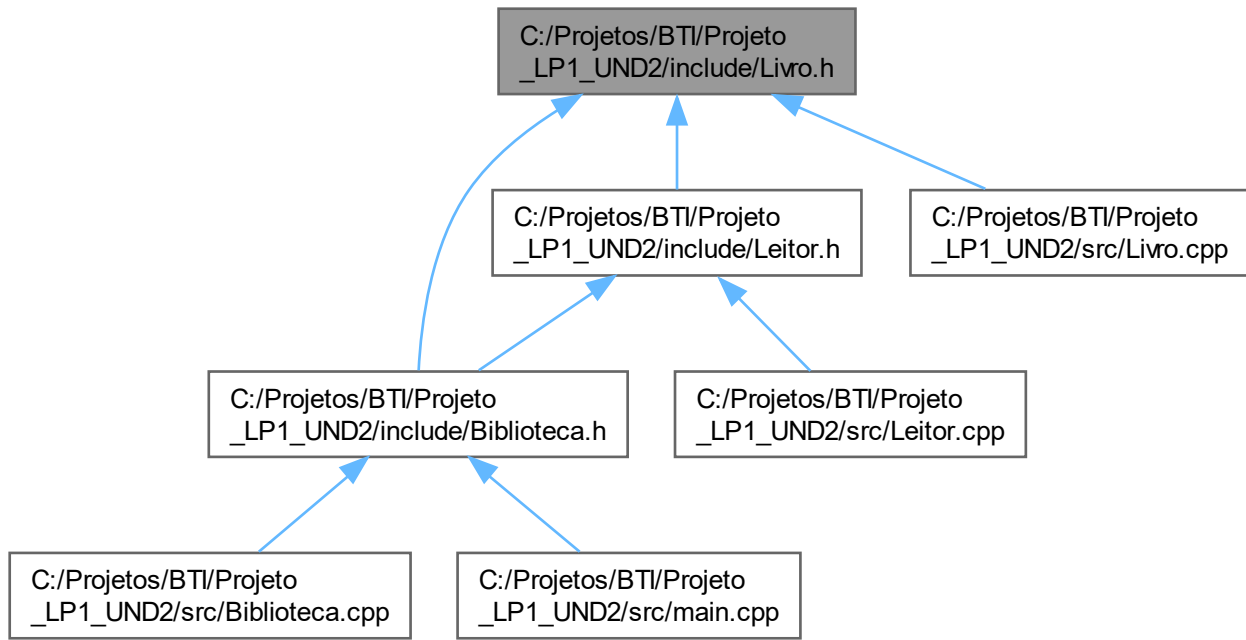 C:/Projetos/BTI/Projeto
_LP1_UND2/include/Livro.h
C:/Projetos/BTI/Projeto
_LP1_UND2/include/Leitor.h
C:/Projetos/BTI/Projeto
_LP1_UND2/src/Livro.cpp
C:/Projetos/BTI/Projeto
_LP1_UND2/include/Biblioteca.h
C:/Projetos/BTI/Projeto
_LP1_UND2/src/Leitor.cpp
C:/Projetos/BTI/Projeto
_LP1_UND2/src/Biblioteca.cpp
C:/Projetos/BTI/Projeto
_LP1_UND2/src/main.cpp